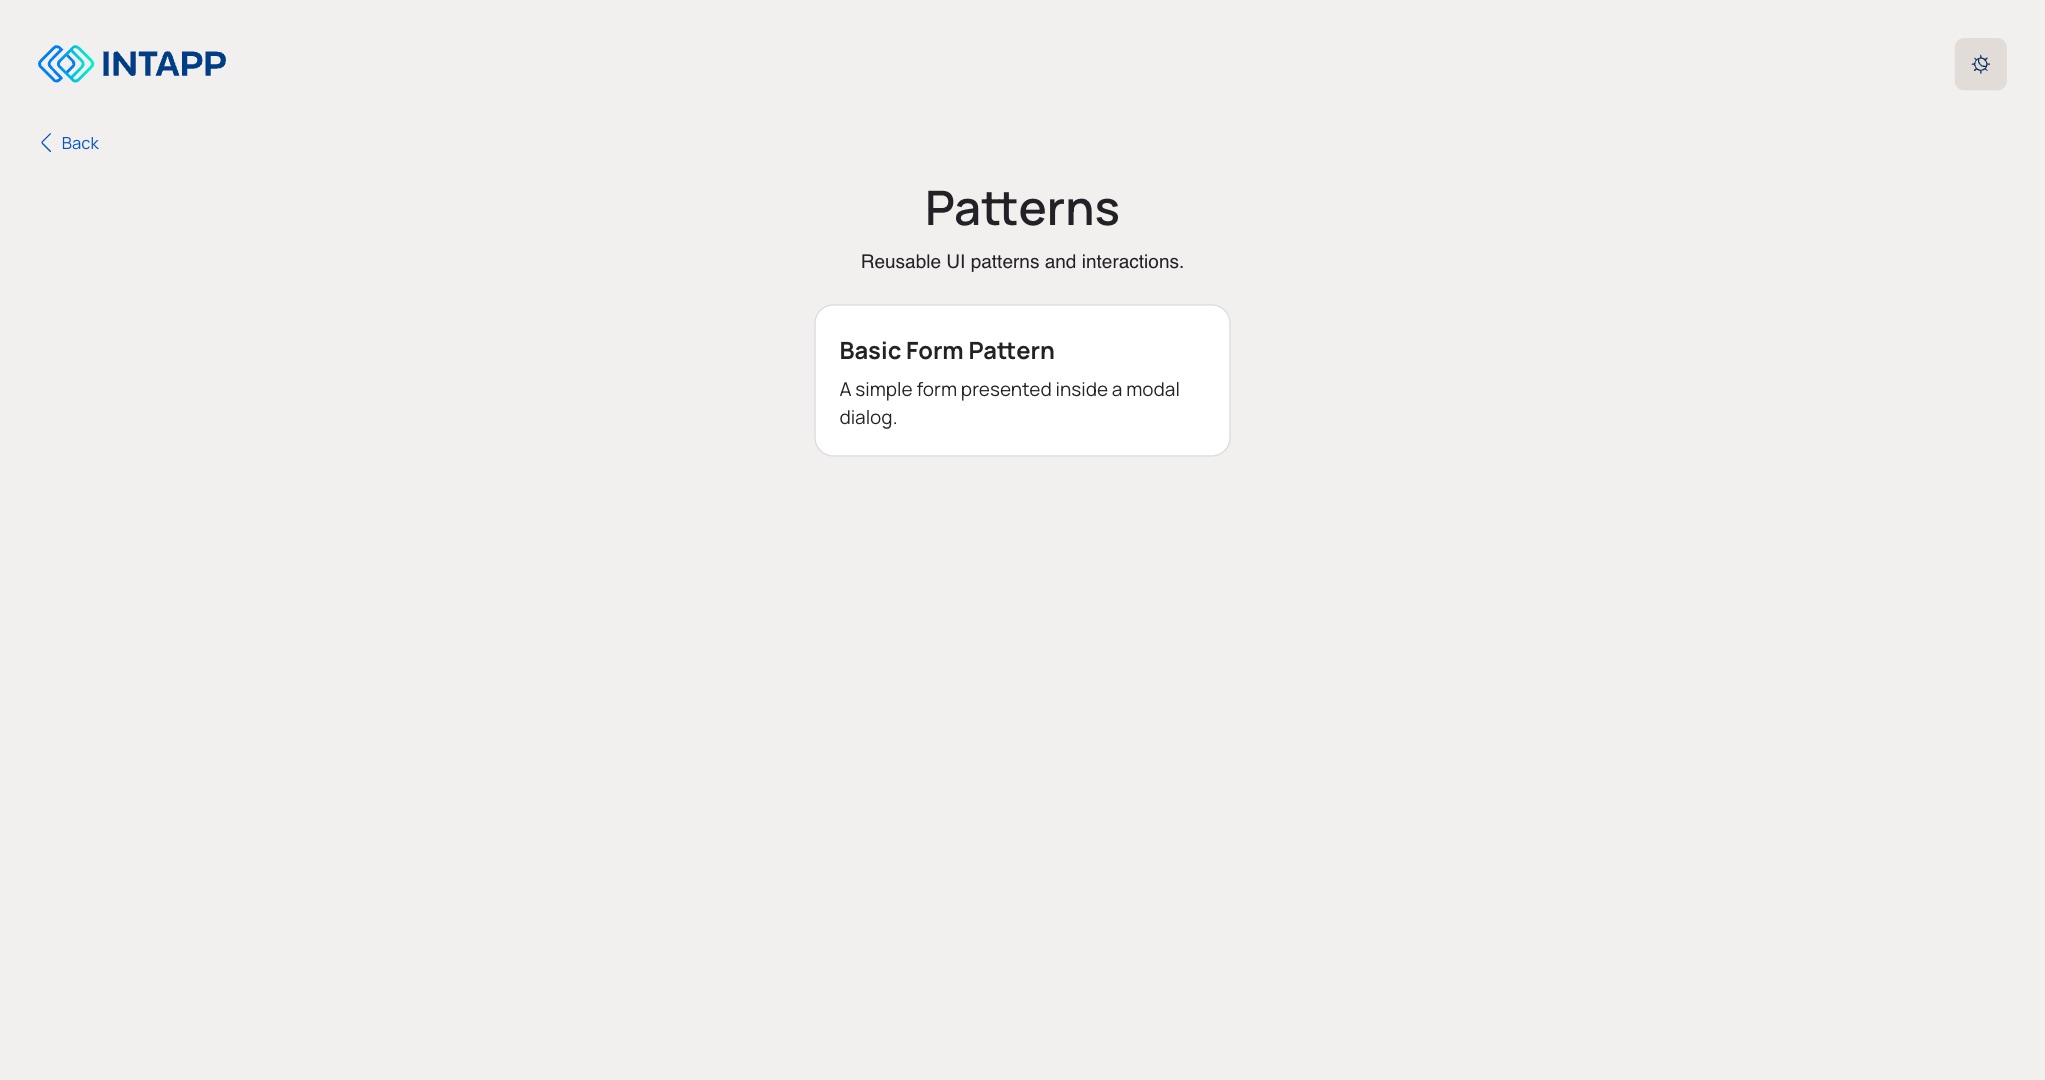 INTAPP
Back
Patterns
Reusable UI patterns and interactions.
Basic Form Pattern
A simple form presented inside a modal
dialog.